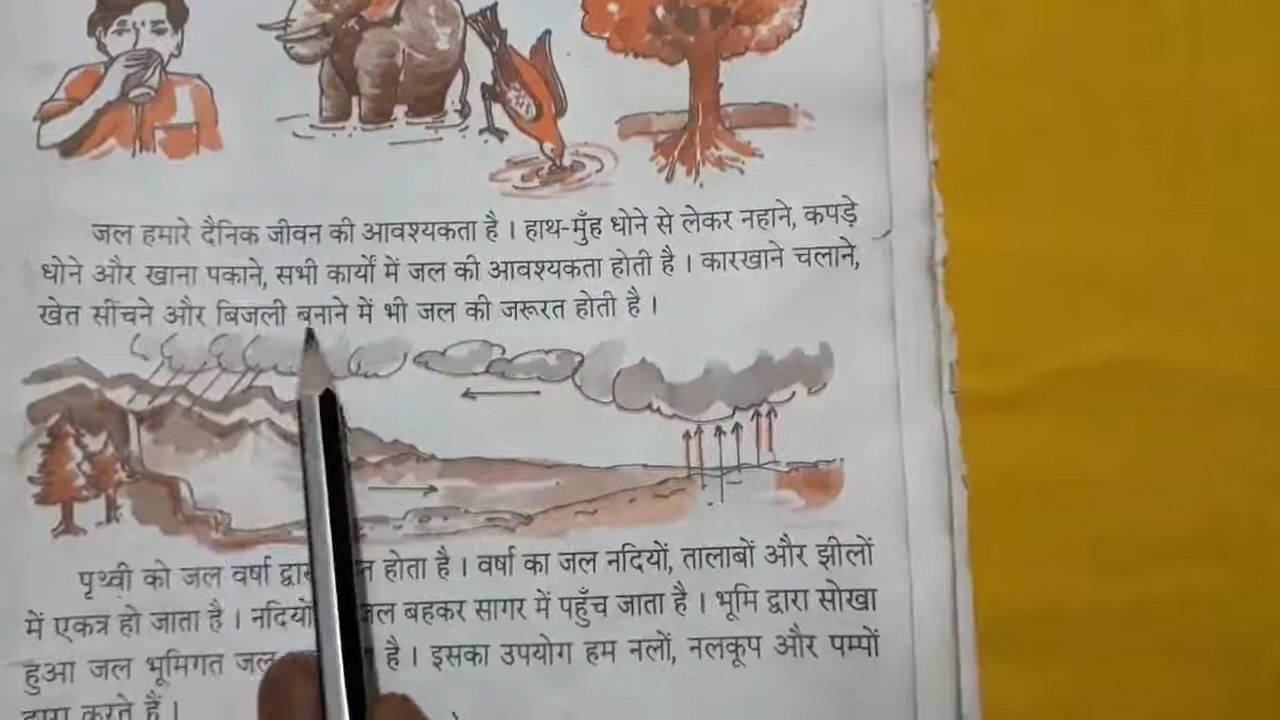 जल हमारे दैनिक जीवन की आवश्यकता है । हाथ-मुँह धोने से लेकर नहाने, कपड़े
धोने और खाना पकाने, सभी कार्यों में जल की आवश्यकता होती है । कारखाने चलाने,
खेत सींचने और बिजली बनाने में भी जल की जरूरत होती है ।
पृथ्वी को जल वर्षा होता है । वर्षा का जल नदियों, तालाबों और झीलों
में एकत्र हो जाता है । जल बहकर सागर में पहुँच जाता है । भूमि द्वारा सोखा
हुआ जल भूमिगत जल है । इसका उपयोग हम नलों, नलकूप और पम्पों
द्वारा करते हैं ।